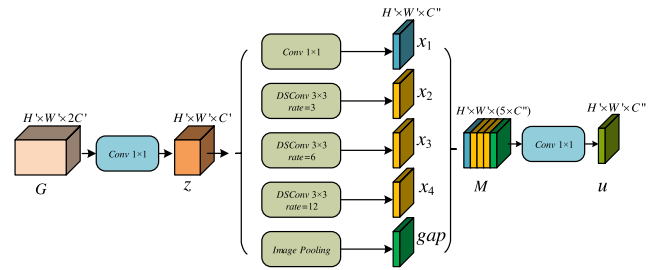 H'×W'×C"
Conv 1×1
x1
DSConv 3×3
rate=3
x2
H'×W'×2C'
H'×W'×C'
H'×W'×(5×C")
H'×W'×C"
Conv 1×1
DSConv 3×3
rate=6
x3
Conv 1×1
G
z
M
u
DSConv 3×3
rate=12
x4
Image Pooling
gap